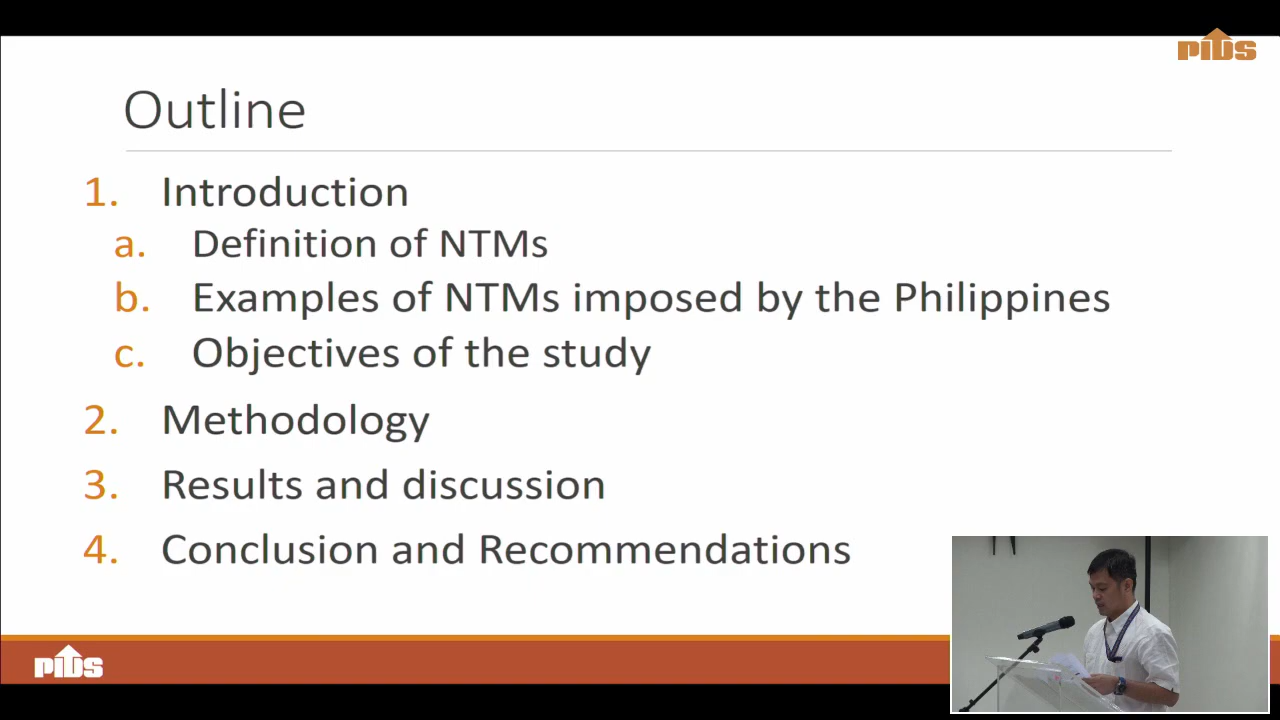 PIDS
Outline
1. Introduction
a. Definition of NTMs
b. Examples of NTMs imposed by the Philippines
c. Objectives of the study
2. Methodology
3. Results and discussion
4. Conclusion and Recommendations
PIDS